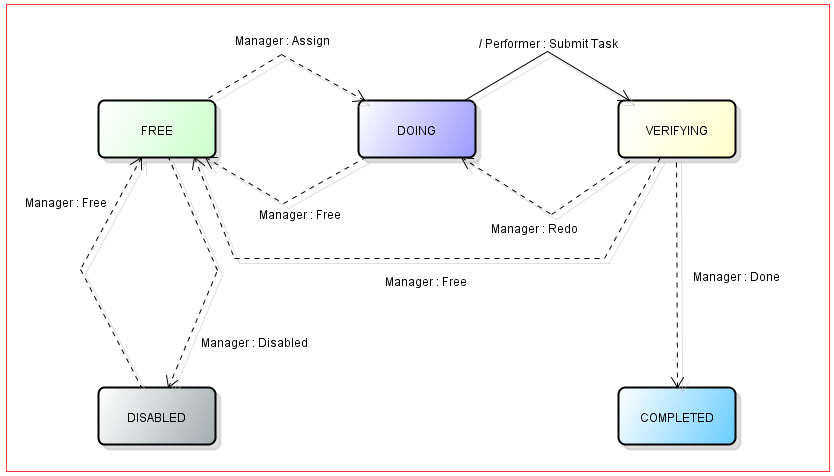 Manager : Assign
/ Performer : Submit Task
FREE
DOING
VERIFYING
Manager : Free
Manager : Free
Manager : Redo
Manager : Free
Manager : Done
Manager : Disabled
DISABLED
COMPLETED